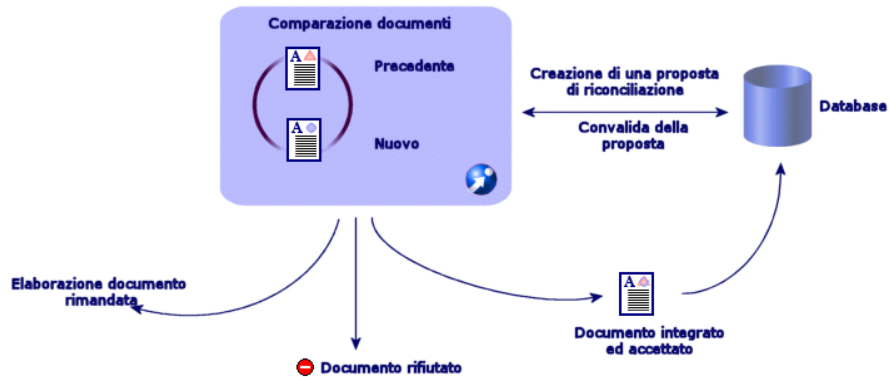 Comparazione documenti
A
Precedente
A
Nuovo
Creazione di una proposta
di riconciliazione
Convalida della
proposta
Database
Elaborazione documento
rimandata
A
Documento integrato
ed accettato
Documento rifiutato